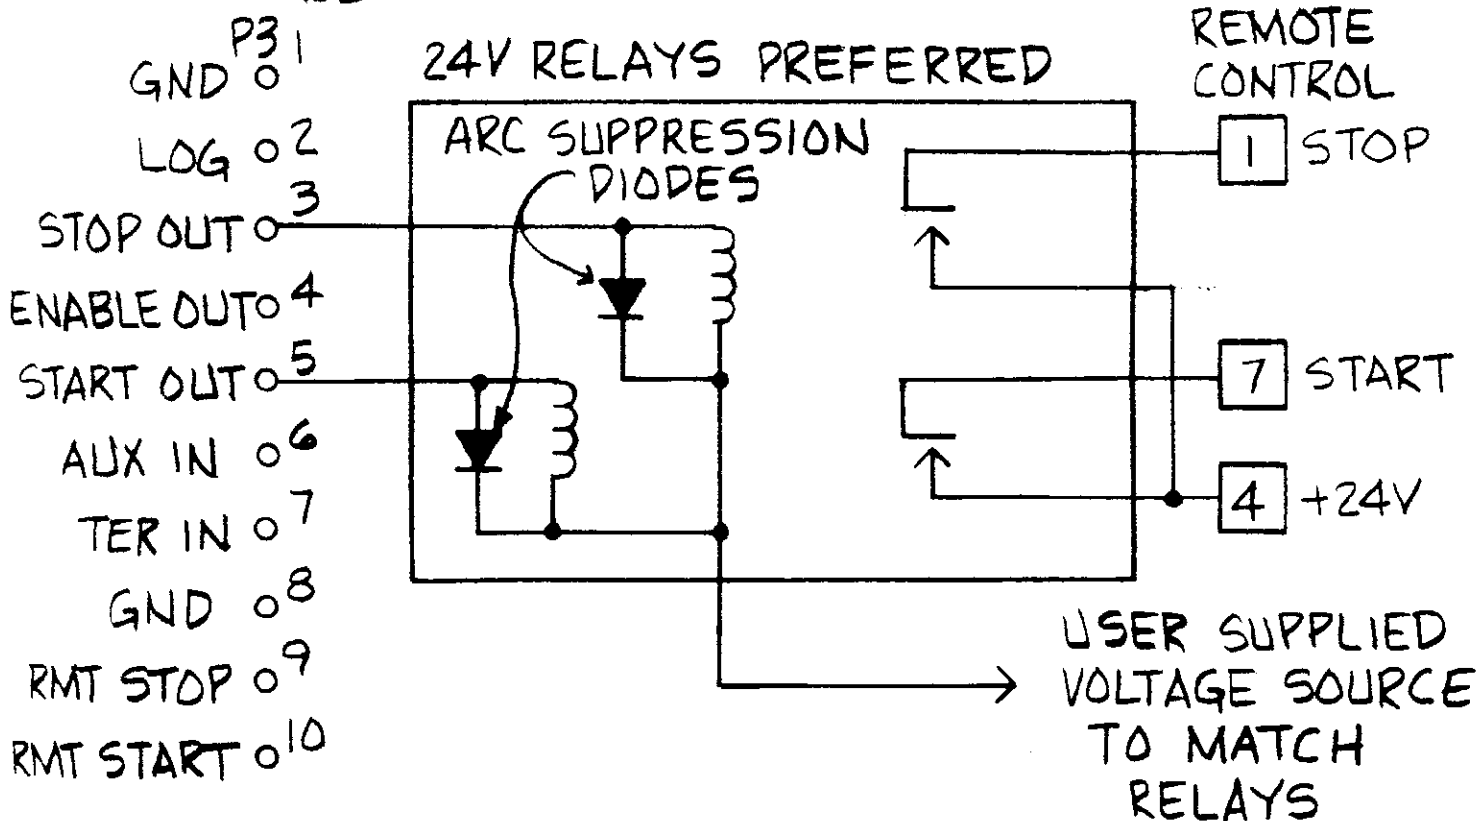 P3
GND 1
LOG 2
STOP OUT 3
ENABLE OUT 4
START OUT 5
AUX IN 6
TER IN 7
GND 8
RMT STOP 9
RMT START 10
24V RELAYS PREFERRED
ARC SUPPRESSION
DIODES
REMOTE
CONTROL
1 STOP
7 START
4 +24V
USER SUPPLIED
VOLTAGE SOURCE
TO MATCH
RELAYS